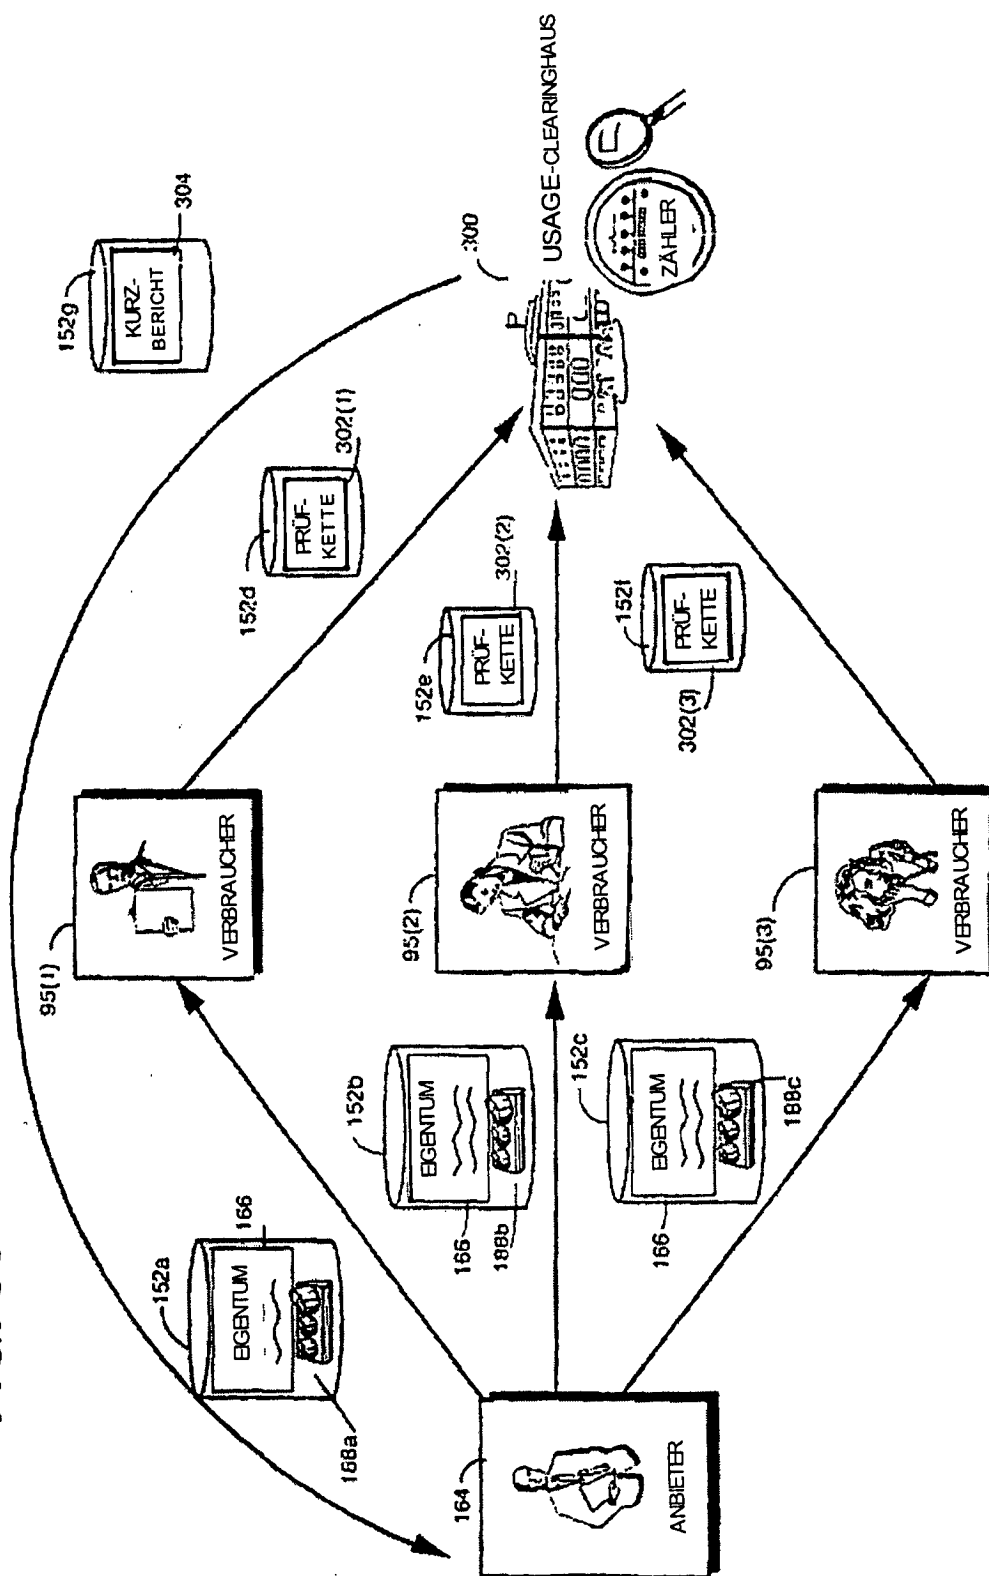 152g
KURZ-
BERICHT
304
300
USAGE-CLEARINGHAUS
ZÄHLER
152d
PRÜF-
KETTE
302(1)
152e
PRÜF-
KETTE
302(2)
152f
PRÜF-
KETTE
302(3)
95(1)
VERBRAUCHER
95(2)
VERBRAUCHER
95(3)
VERBRAUCHER
152a
EIGENTUM
166
188a
152b
EIGENTUM
166
188b
152c
EIGENTUM
166
188c
164
ANBIETER